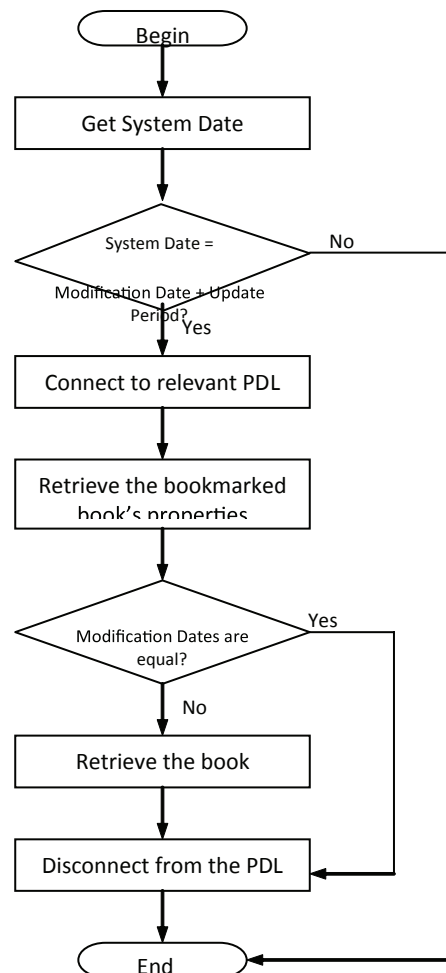 Begin
Get System Date
System Date =
No
Modification Date + Update
Period?
Yes
Connect to relevant PDL
Retrieve the bookmarked
book's properties
Modification Dates are
equal?
Yes
No
Retrieve the book
Disconnect from the PDL
End